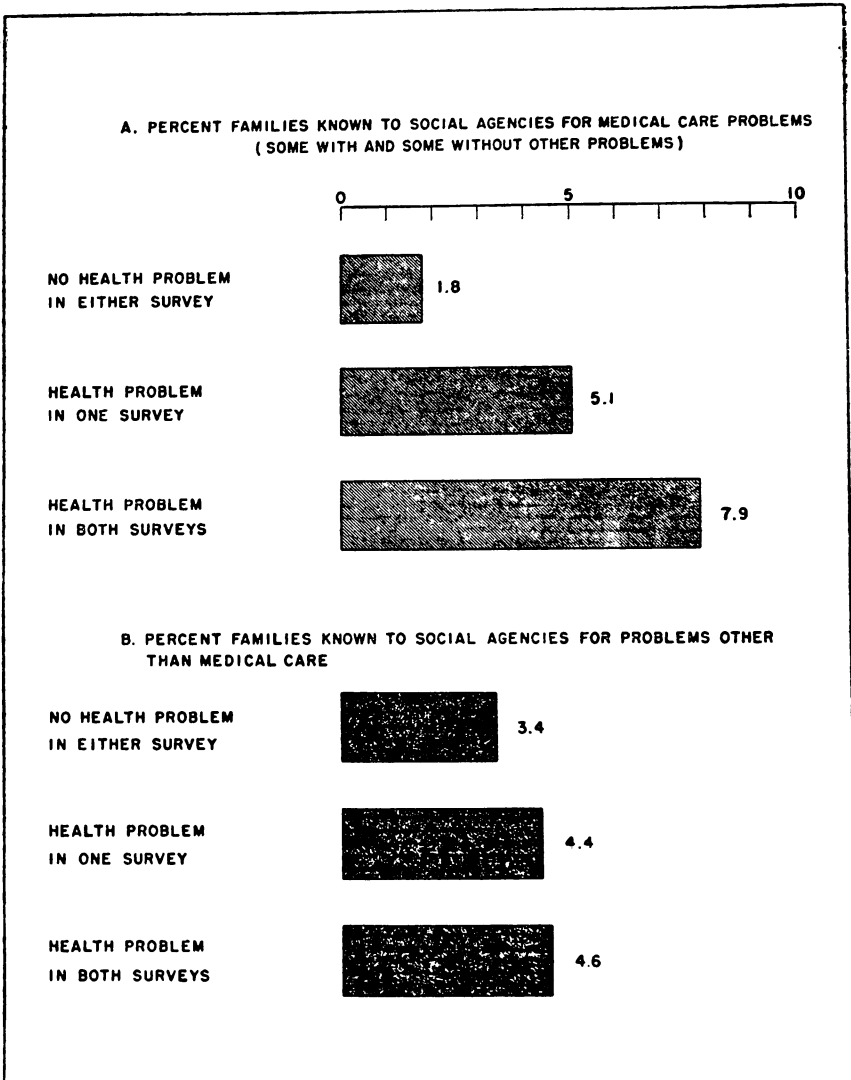 A. PERCENT FAMILIES KNOWN TO SOCIAL AGENCIES FOR MEDICAL CARE PROBLEMS
(SOME WITH AND SOME WITHOUT OTHER PROBLEMS)
0 5 10
NO HEALTH PROBLEM
IN EITHER SURVEY
1.8
HEALTH PROBLEM
IN ONE SURVEY
5.1
HEALTH PROBLEM
IN BOTH SURVEYS
7.9
B. PERCENT FAMILIES KNOWN TO SOCIAL AGENCIES FOR PROBLEMS OTHER
THAN MEDICAL CARE
NO HEALTH PROBLEM
IN EITHER SURVEY
3.4
HEALTH PROBLEM
IN ONE SURVEY
4.4
HEALTH PROBLEM
IN BOTH SURVEYS
4.6